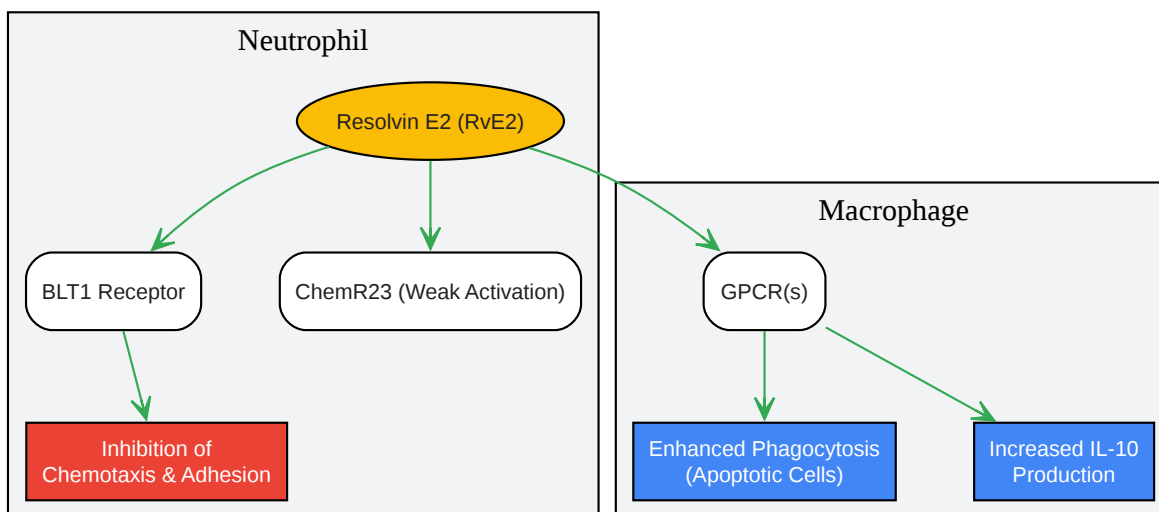 Neutrophil
Resolvin E2 (RvE2)
Macrophage
BLT1 Receptor
ChemR23 (Weak Activation)
GPCR(s)
Inhibition of
Chemotaxis & Adhesion
Enhanced Phagocytosis
(Apoptotic Cells)
Increased IL-10
Production